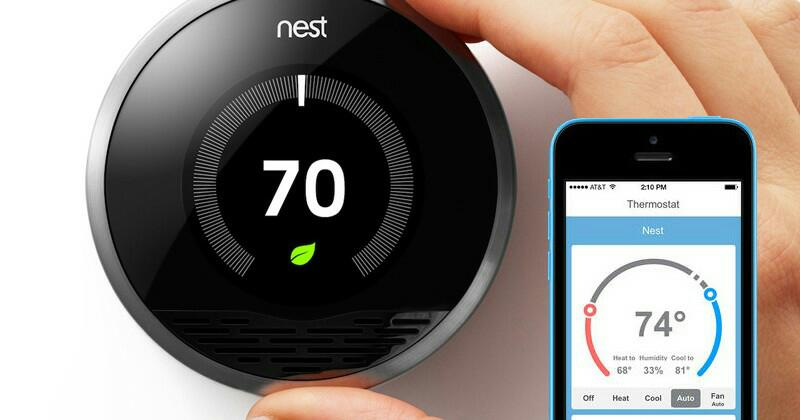 nest
70
AT&T 2:10 PM
Thermostat
Nest
74°
Heat to Humidity Cool to
68° 33% 81°
Off Heat Cool Auto Fan
Auto